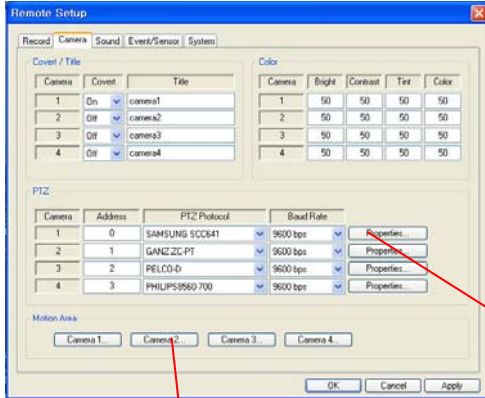 Remote Setup
Record Camera Sound Event/Sensor System
Covert / Title
Camera Covert Title
1 On camera1
2 Off camera2
3 Off camera3
4 Off camera4
Color
Camera Bright Contrast Tint Color
1 50 50 50 50
2 50 50 50 50
3 50 50 50 50
4 50 50 50 50
PTZ
Camera Address PTZ Protocol Baud Rate
1 0 SAMSUNG SCC641 9600 bps Properties...
2 1 GANZ ZC-PT 9600 bps Properties...
3 2 PELCO-D 9600 bps Properties...
4 3 PHILIPS8560-700 9600 bps Properties...
Motion Area
Camera 1... Camera 2... Camera 3... Camera 4...
OK Cancel Apply